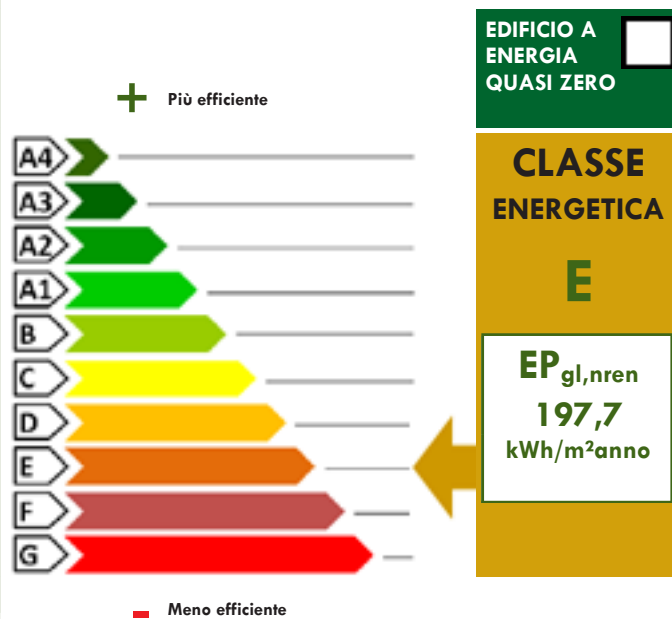 EDIFICIO A
ENERGIA
QUASI ZERO
+ Più efficiente
A4
A3
A2
A1
B
C
D
E
F
G
- Meno efficiente
CLASSE
ENERGETICA
E
EPgl,nren
197,7
kWh/m²anno